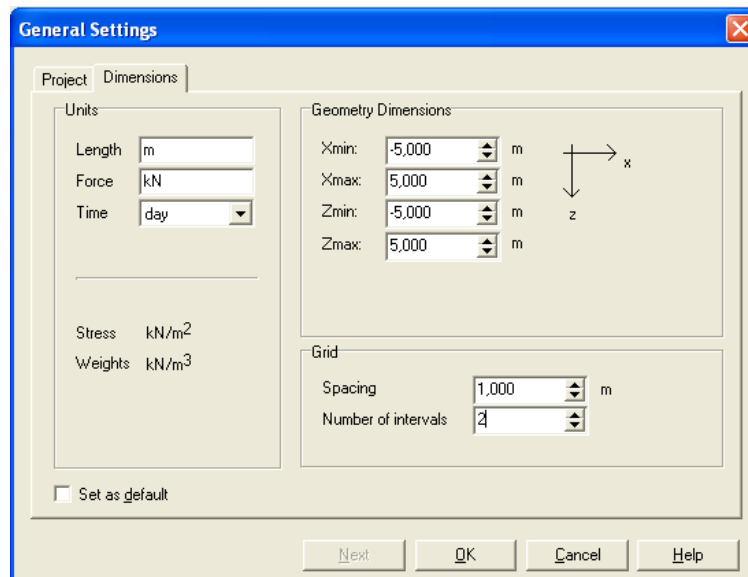 General Settings
Project Dimensions
Units
Length m
Force kN
Time day
Stress kN/m2
Weights kN/m3
Geometry Dimensions
Xmin: -5,000 m
Xmax: 5,000 m
Zmin: -5,000 m
Zmax: 5,000 m
x
z
Grid
Spacing 1,000 m
Number of intervals 2
Set as default
Next OK Cancel Help